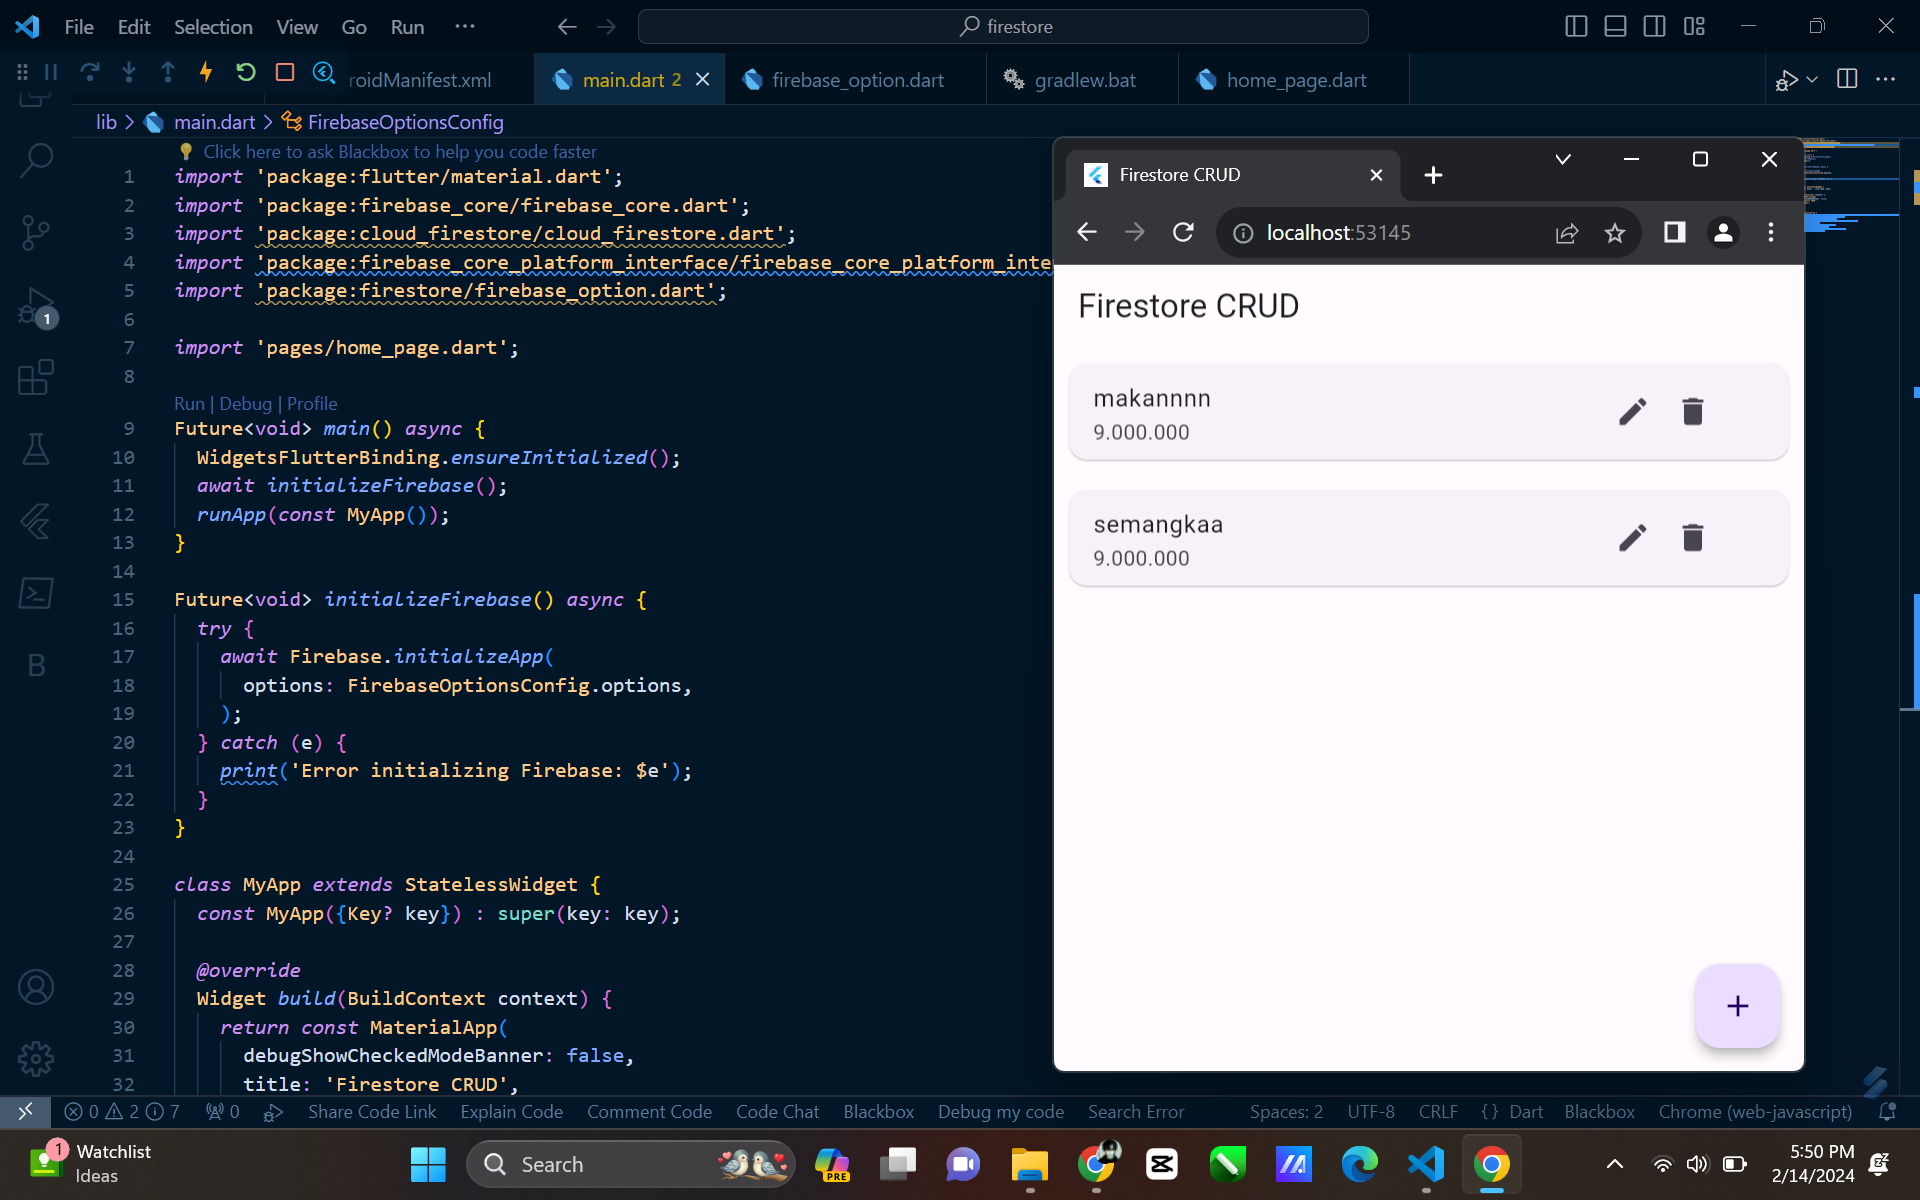 File Edit Selection View Go Run ···
firestore
roidManifest.xml
main.dart 2
firebase_option.dart
gradlew.bat
home_page.dart
lib > main.dart > FirebaseOptionsConfig
Click here to ask Blackbox to help you code faster
1 import 'package:flutter/material.dart';
2 import 'package:firebase_core/firebase_core.dart';
3 import 'package:cloud_firestore/cloud_firestore.dart';
4 import 'package:firebase_core_platform_interface/firebase_core_platform_inte
5 import 'package:firestore/firebase_option.dart';
6
7 import 'pages/home_page.dart';
8
Run | Debug | Profile
9 Future<void> main() async {
10 WidgetsFlutterBinding.ensureInitialized();
11 await initializeFirebase();
12 runApp(const MyApp());
13 }
14
15 Future<void> initializeFirebase() async {
16 try {
17 await Firebase.initializeApp(
18 options: FirebaseOptionsConfig.options,
19 );
20 } catch (e) {
21 print('Error initializing Firebase: $e');
22 }
23 }
24
25 class MyApp extends StatelessWidget {
26 const MyApp({Key? key}) : super(key: key);
27
28 @override
29 Widget build(BuildContext context) {
30 return const MaterialApp(
31 debugShowCheckedModeBanner: false,
32 title: 'Firestore CRUD',
1
B
Firestore CRUD
localhost:53145
Firestore CRUD
makannnn
9.000.000
semangkaa
9.000.000
+
0 2 7 0 Share Code Link Explain Code Comment Code Code Chat Blackbox Debug my code Search Error Spaces: 2 UTF-8 CRLF {} Dart Blackbox Chrome (web-javascript)
1
Watchlist
Ideas
Search
PRE
5:50 PM
2/14/2024